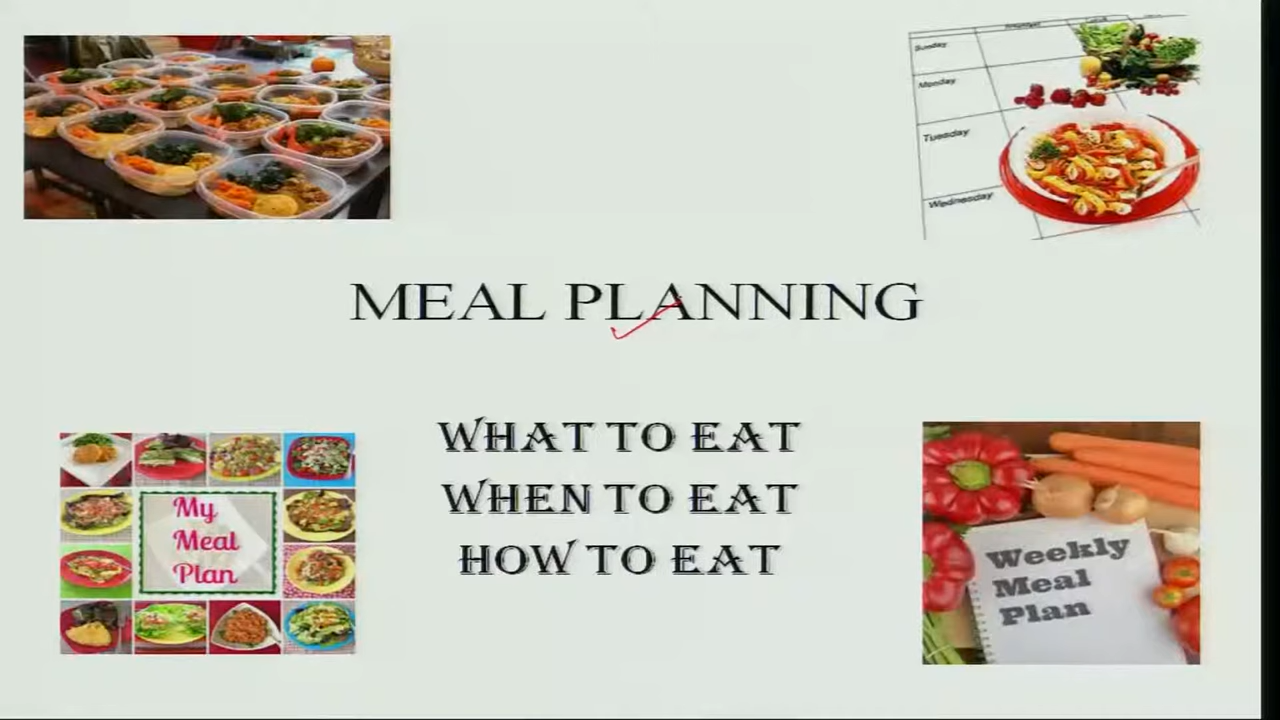 Sunday
Monday
Tuesday
Wednesday
MEAL PLANNING
WHAT TO EAT
WHEN TO EAT
HOW TO EAT
My
Meal
Plan
Weekly
Meal
Plan